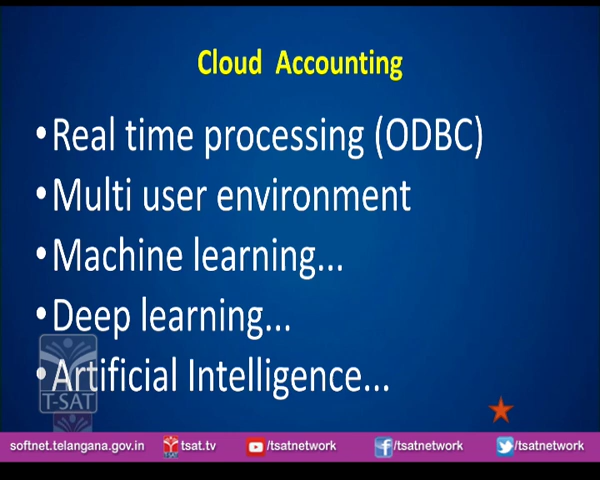 Cloud Accounting
•Real time processing (ODBC)
•Multi user environment
•Machine learning...
•Deep learning...
•Artificial Intelligence...
T-SAT
softnet.telangana.gov.in tsat.tv /tsatnetwork /tsatnetwork /tsatnetwork